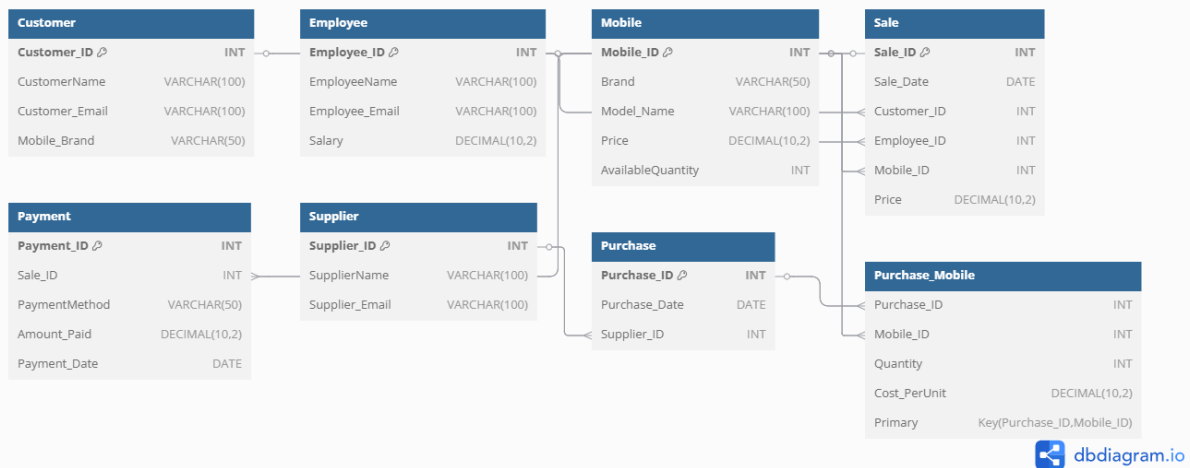 Customer
Customer_ID INT
CustomerName VARCHAR(100)
Customer_Email VARCHAR(100)
Mobile_Brand VARCHAR(50)
Employee
Employee_ID INT
EmployeeName VARCHAR(100)
Employee_Email VARCHAR(100)
Salary DECIMAL(10,2)
Mobile
Mobile_ID INT
Brand VARCHAR(50)
Model_Name VARCHAR(100)
Price DECIMAL(10,2)
AvailableQuantity INT
Sale
Sale_ID INT
Sale_Date DATE
Customer_ID INT
Employee_ID INT
Mobile_ID INT
Price DECIMAL(10,2)
Payment
Payment_ID INT
Sale_ID INT
PaymentMethod VARCHAR(50)
Amount_Paid DECIMAL(10,2)
Payment_Date DATE
Supplier
Supplier_ID INT
SupplierName VARCHAR(100)
Supplier_Email VARCHAR(100)
Purchase
Purchase_ID INT
Purchase_Date DATE
Supplier_ID INT
Purchase_Mobile
Purchase_ID INT
Mobile_ID INT
Quantity INT
Cost_PerUnit DECIMAL(10,2)
Primary Key(Purchase_ID,Mobile_ID)
dbdiagram.io